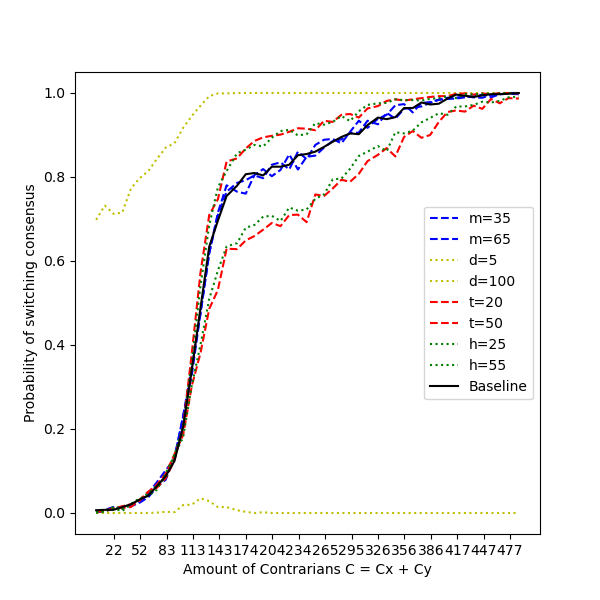 1.0
0.8
0.6
0.4
0.2
0.0
Probability of switching consensus
m=35
m=65
d=5
d=100
t=20
t=50
h=25
h=55
Baseline
22 52 83 113 143 174 204 234 265 295 326 356 386 417 447 477
Amount of Contrarians C = Cx + Cy